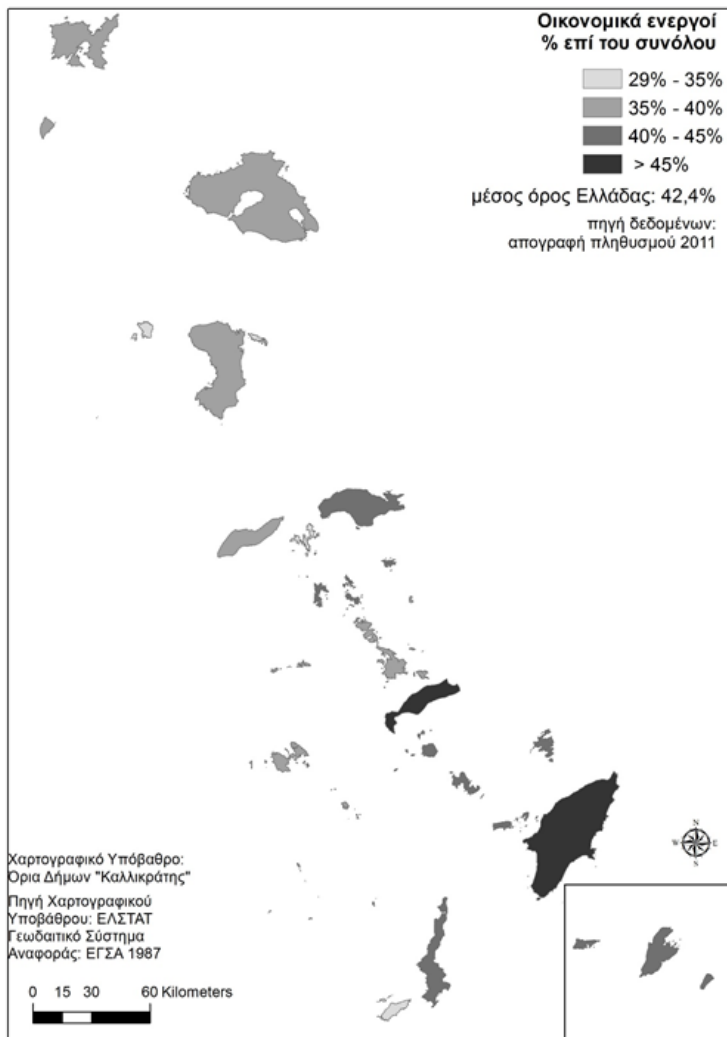 Οικονομικά ενεργοί
% επί του συνόλου
29% - 35%
35% - 40%
40% - 45%
> 45%
μέσος όρος Ελλάδας: 42,4%
πηγή δεδομένων:
απογραφή πληθυσμού 2011
N
W E
S
Χαρτογραφικό Υπόβαθρο:
Όρια Δήμων "Καλλικράτης"
Πηγή Χαρτογραφικού
Υποβάθρου: ΕΛΣΤΑΤ
Γεωδαιτικό Σύστημα
Αναφοράς: ΕΓΣΑ 1987
0 15 30 60 Kilometers